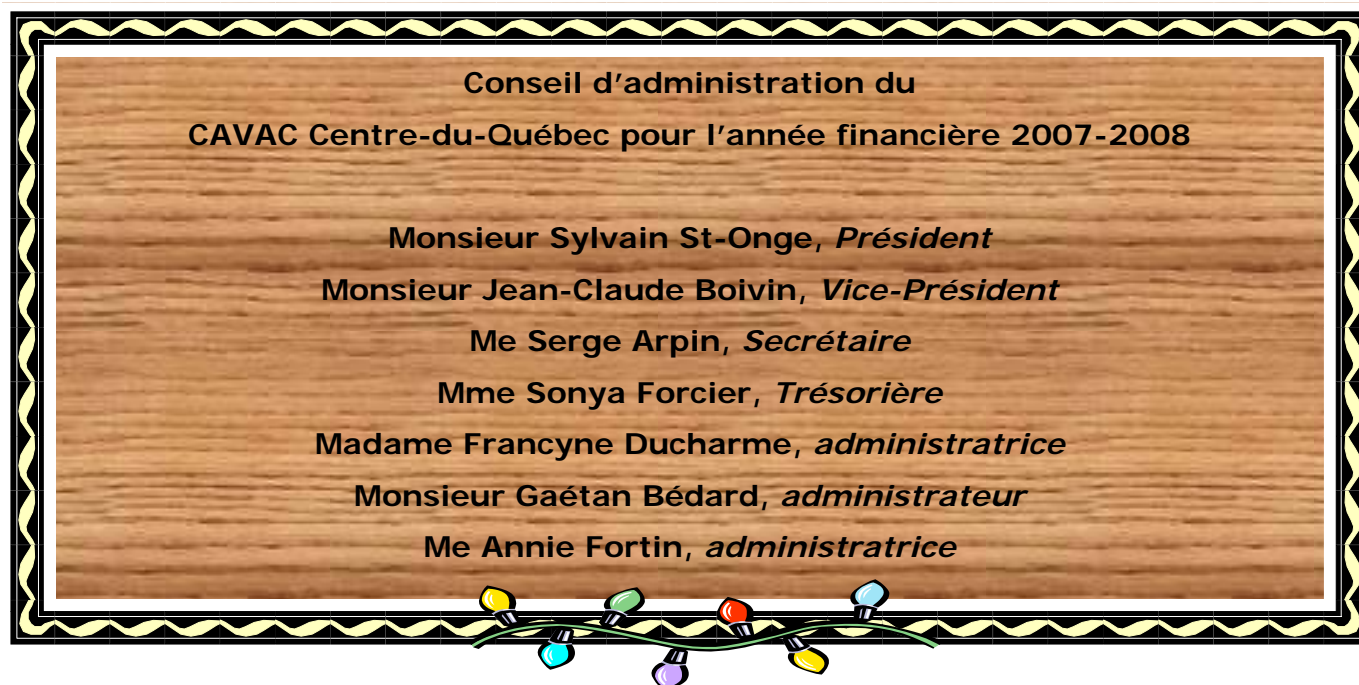 Conseil d'administration du
CAVAC Centre-du-Québec pour l'année financière 2007-2008
Monsieur Sylvain St-Onge, Président
Monsieur Jean-Claude Boivin, Vice-Président
Me Serge Arpin, Secrétaire
Mme Sonya Forcier, Trésorière
Madame Francyne Ducharme, administratrice
Monsieur Gaétan Bédard, administrateur
Me Annie Fortin, administratrice